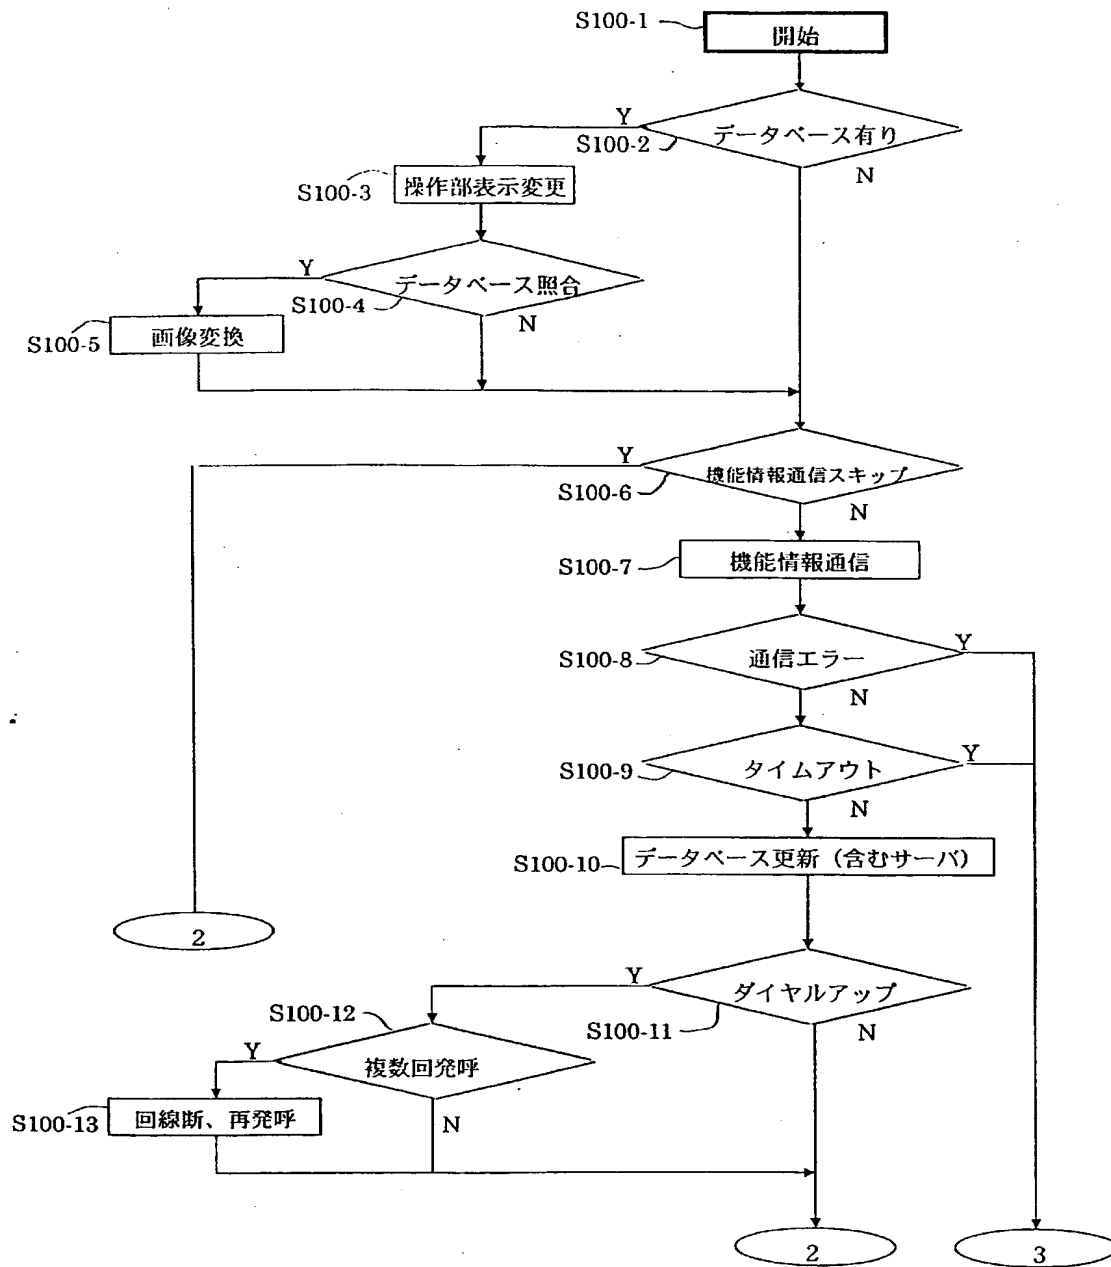 S100-1
開始
Y
データベース有り
S100-2
N
S100-3
操作部表示変更
Y
データベース照合
S100-4
N
S100-5
画像変換
Y
機能情報通信スキップ
S100-6
N
S100-7
機能情報通信
Y
通信エラー
S100-8
N
Y
タイムアウト
S100-9
N
S100-10
データベース更新（含むサーバ）
2
Y
ダイヤルアップ
S100-11
N
S100-12
Y
複数回発呼
N
S100-13
回線断、再発呼
2
3